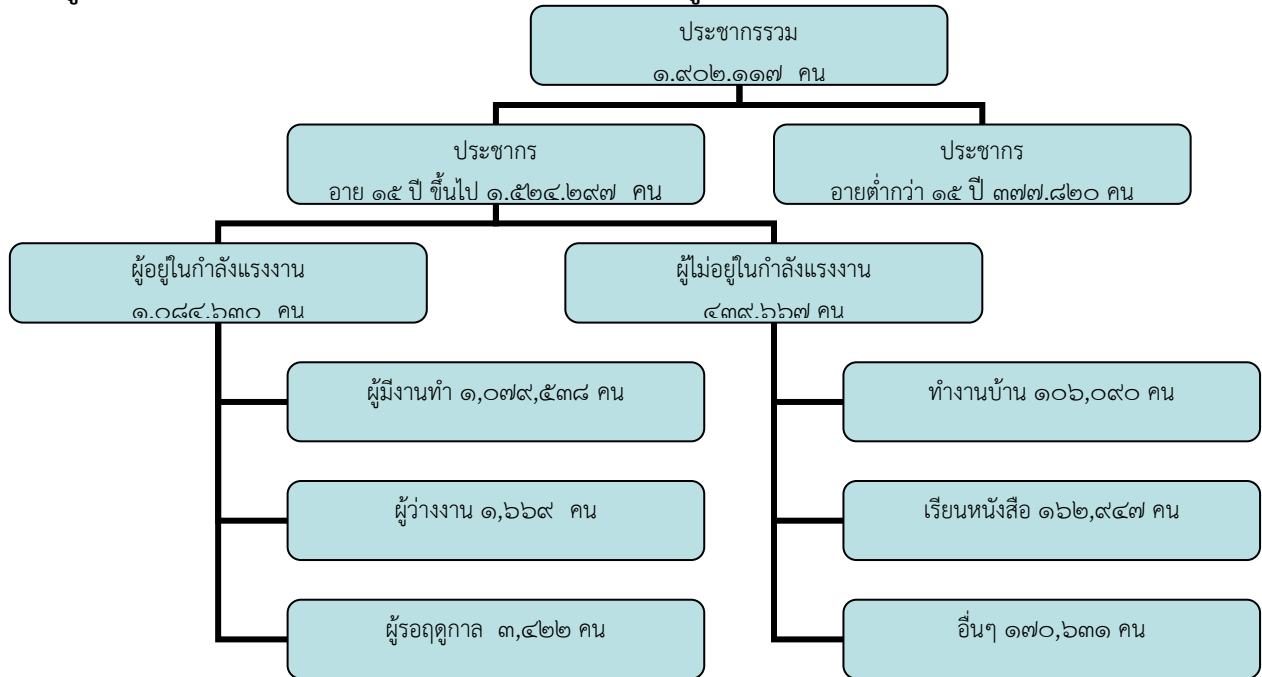 ประชากรรวม
๑.๙๐๒.๑๑๗ คน
ประชากร
อาย ๑๕ ปี ขึ้นไป ๑.๕๒๔.๒๙๗ คน
ประชากร
อายต่ำกว่า ๑๕ ปี ๓๗๗.๘๒๐ คน
ผู้อยู่ในกำลังแรงงาน
๑.๐๘๔.๖๓๐ คน
ผู้ไม่อยู่ในกำลังแรงงาน
๔๓๙.๖๖๗ คน
ผู้มีงานทำ ๑,๐๗๙,๕๓๘ คน
ผู้ว่างงาน ๑,๖๖๙ คน
ผู้รอฤดูกาล ๓,๔๒๒ คน
ทำงานบ้าน ๑๐๖,๐๙๐ คน
เรียนหนังสือ ๑๖๒,๙๔๗ คน
อื่นๆ ๑๗๐,๖๓๑ คน